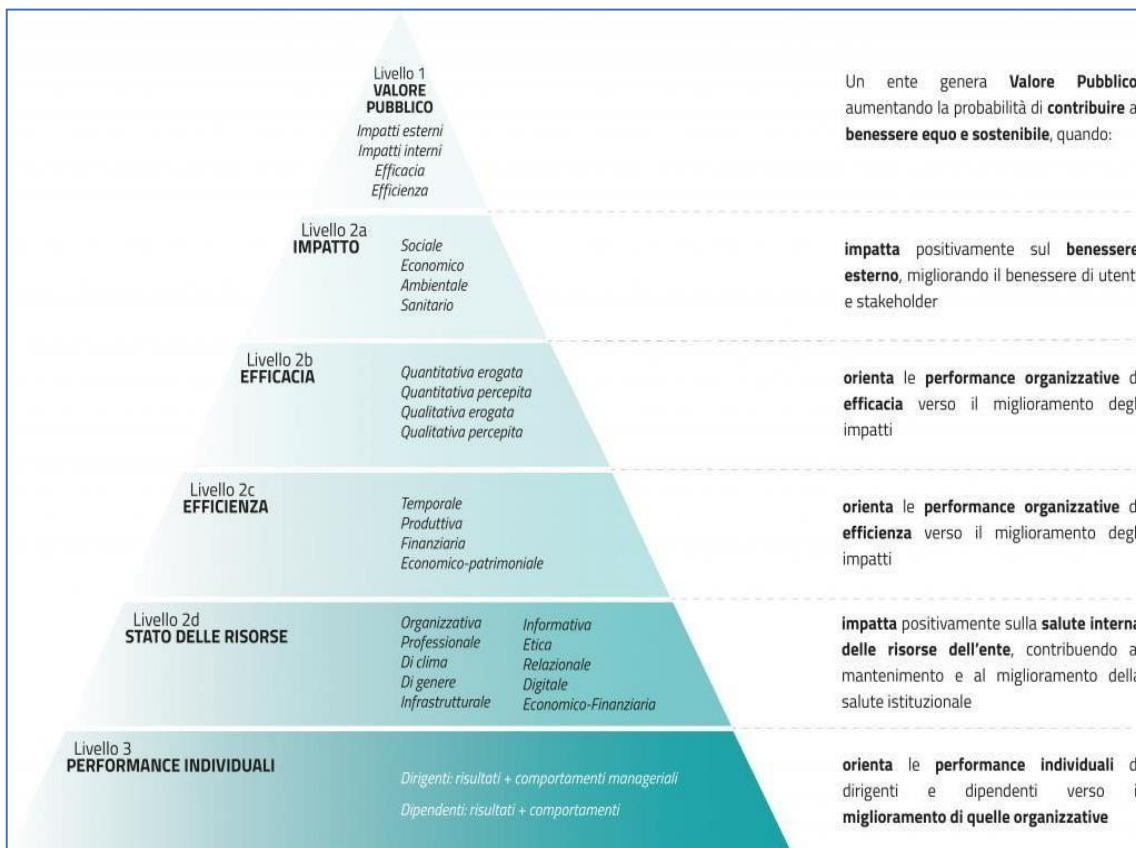 Livello 1
VALORE
PUBBLICO
Impatti esterni
Impatti interni
Efficacia
Efficienza
Un ente genera Valore Pubblico
aumentando la probabilità di contribuire a
benessere equo e sostenibile, quando:
Livello 2a
IMPATTO
Sociale
Economico
Ambientale
Sanitario
impatta positivamente sul benessere
esterno, migliorando il benessere di utent
e stakeholder
Livello 2b
EFFICACIA
Quantitativa erogata
Quantitativa percepita
Qualitativa erogata
Qualitativa percepita
orienta le performance organizzative d
efficacia verso il miglioramento degl
impatti
Livello 2c
EFFICIENZA
Temporale
Produttiva
Finanziaria
Economico-patrimoniale
orienta le performance organizzative d
efficienza verso il miglioramento degl
impatti
Livello 2d
STATO DELLE RISORSE
Organizzativa
Professionale
Di clima
Di genere
Infrastrutturale
Informativa
Etica
Relazionale
Digitale
Economico-Finanziaria
impatta positivamente sulla salute interna
delle risorse dell'ente, contribuendo a
mantenimento e al miglioramento della
salute istituzionale
Livello 3
PERFORMANCE INDIVIDUALI
Dirigenti: risultati + comportamenti manageriali
Dipendenti: risultati + comportamenti
orienta le performance individuali d
dirigenti e dipendenti verso i
miglioramento di quelle organizzative